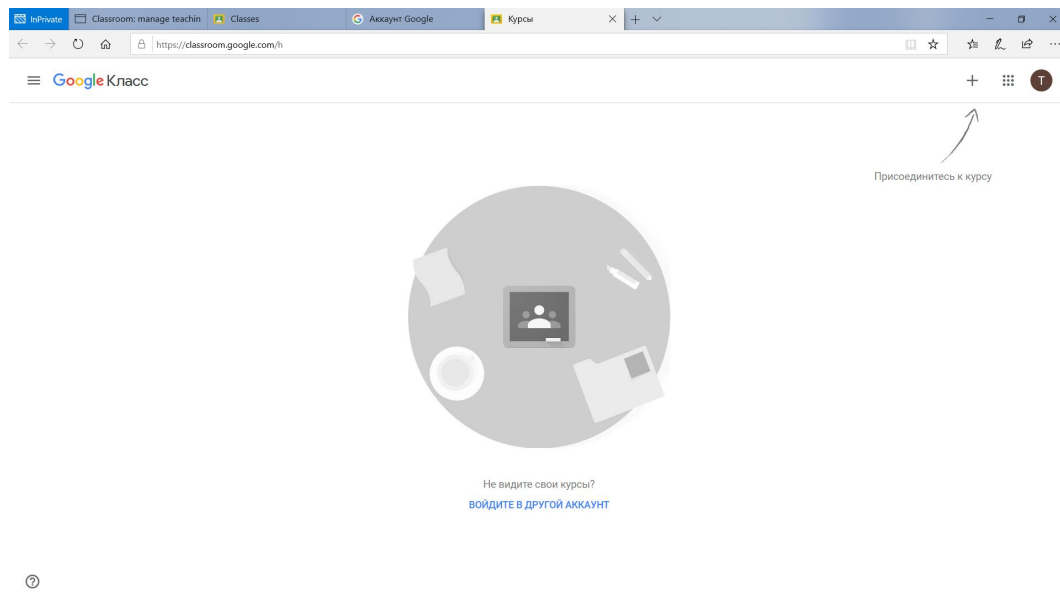 InPrivate Classroom: manage teachin Classes Аккаунт Google Курсы
https://classroom.google.com/h
Google Класс
T
Присоединитесь к курсу
Не видите свои курсы?
ВОЙДИТЕ В ДРУГОЙ АККАУНТ